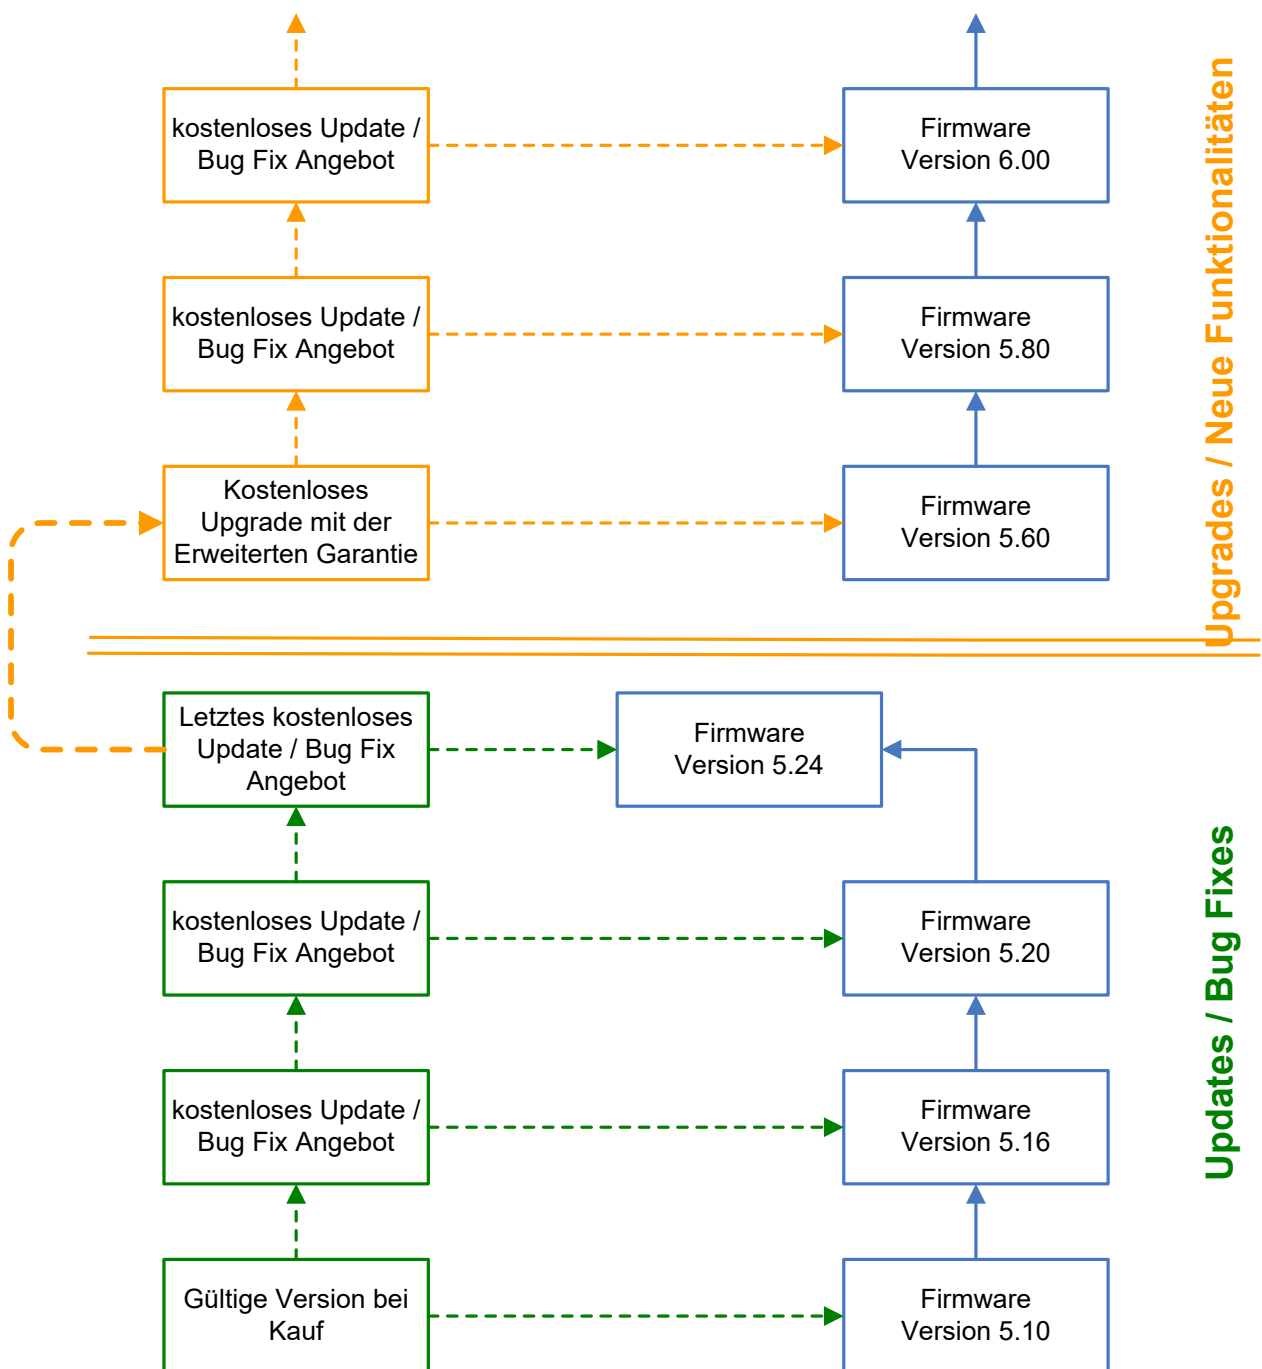 kostenloses Update /
Bug Fix Angebot
Firmware
Version 6.00
kostenloses Update /
Bug Fix Angebot
Firmware
Version 5.80
Kostenloses
Upgrade mit der
Erweiterten Garantie
Firmware
Version 5.60
Upgrades / Neue Funktionalitäten
Letztes kostenloses
Update / Bug Fix
Angebot
Firmware
Version 5.24
kostenloses Update /
Bug Fix Angebot
Firmware
Version 5.20
kostenloses Update /
Bug Fix Angebot
Firmware
Version 5.16
Gültige Version bei
Kauf
Firmware
Version 5.10
Updates / Bug Fixes